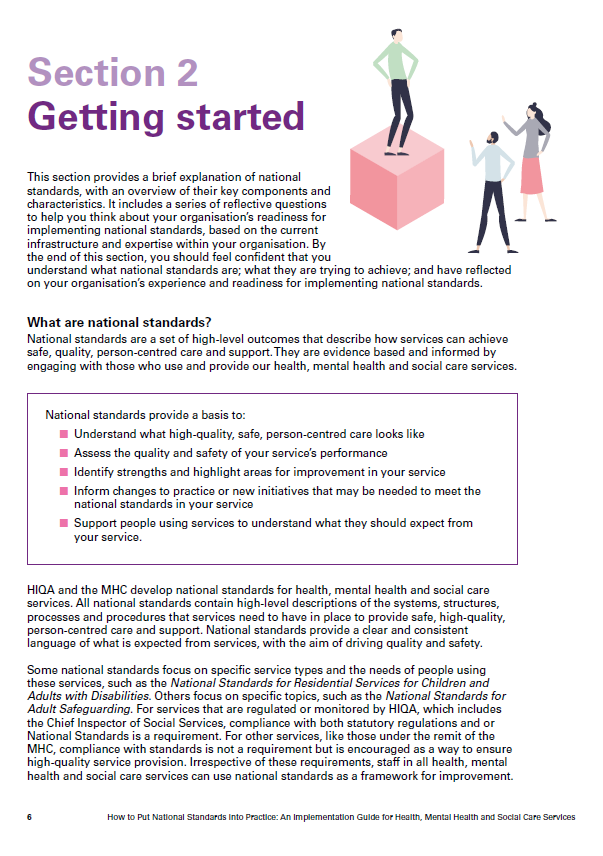 Section 2
Getting started
This section provides a brief explanation of national
standards, with an overview of their key components and
characteristics. It includes a series of reflective questions
to help you think about your organisation's readiness for
implementing national standards, based on the current
infrastructure and expertise within your organisation. By
the end of this section, you should feel confident that you
understand what national standards are; what they are trying to achieve; and have reflected
on your organisation's experience and readiness for implementing national standards.
What are national standards?
National standards are a set of high-level outcomes that describe how services can achieve
safe, quality, person-centred care and support. They are evidence based and informed by
engaging with those who use and provide our health, mental health and social care services.
National standards provide a basis to:
■ Understand what high-quality, safe, person-centred care looks like
■ Assess the quality and safety of your service's performance
■ Identify strengths and highlight areas for improvement in your service
■ Inform changes to practice or new initiatives that may be needed to meet the
national standards in your service
■ Support people using services to understand what they should expect from
your service.
HIQA and the MHC develop national standards for health, mental health and social care
services. All national standards contain high-level descriptions of the systems, structures,
processes and procedures that services need to have in place to provide safe, high-quality,
person-centred care and support. National standards provide a clear and consistent
language of what is expected from services, with the aim of driving quality and safety.
Some national standards focus on specific service types and the needs of people using
these services, such as the National Standards for Residential Services for Children and
Adults with Disabilities. Others focus on specific topics, such as the National Standards for
Adult Safeguarding. For services that are regulated or monitored by HIQA, which includes
the Chief Inspector of Social Services, compliance with both statutory regulations and or
National Standards is a requirement. For other services, like those under the remit of the
MHC, compliance with standards is not a requirement but is encouraged as a way to ensure
high-quality service provision. Irrespective of these requirements, staff in all health, mental
health and social care services can use national standards as a framework for improvement.
6 How to Put National Standards into Practice: An Implementation Guide for Health, Mental Health and Social Care Services